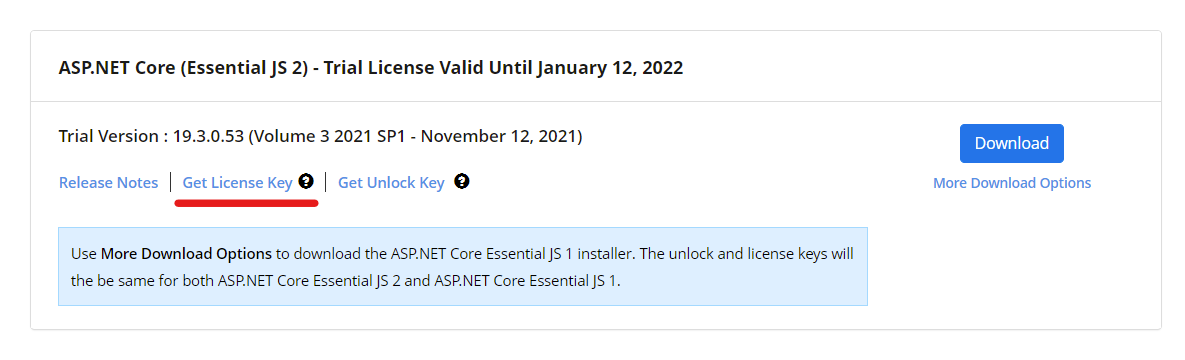 ASP.NET Core (Essential JS 2) - Trial License Valid Until January 12, 2022
Trial Version : 19.3.0.53 (Volume 3 2021 SP1 - November 12, 2021)
Download
Release Notes | Get License Key ? | Get Unlock Key ?
More Download Options
Use More Download Options to download the ASP.NET Core Essential JS 1 installer. The unlock and license keys will
the be same for both ASP.NET Core Essential JS 2 and ASP.NET Core Essential JS 1.